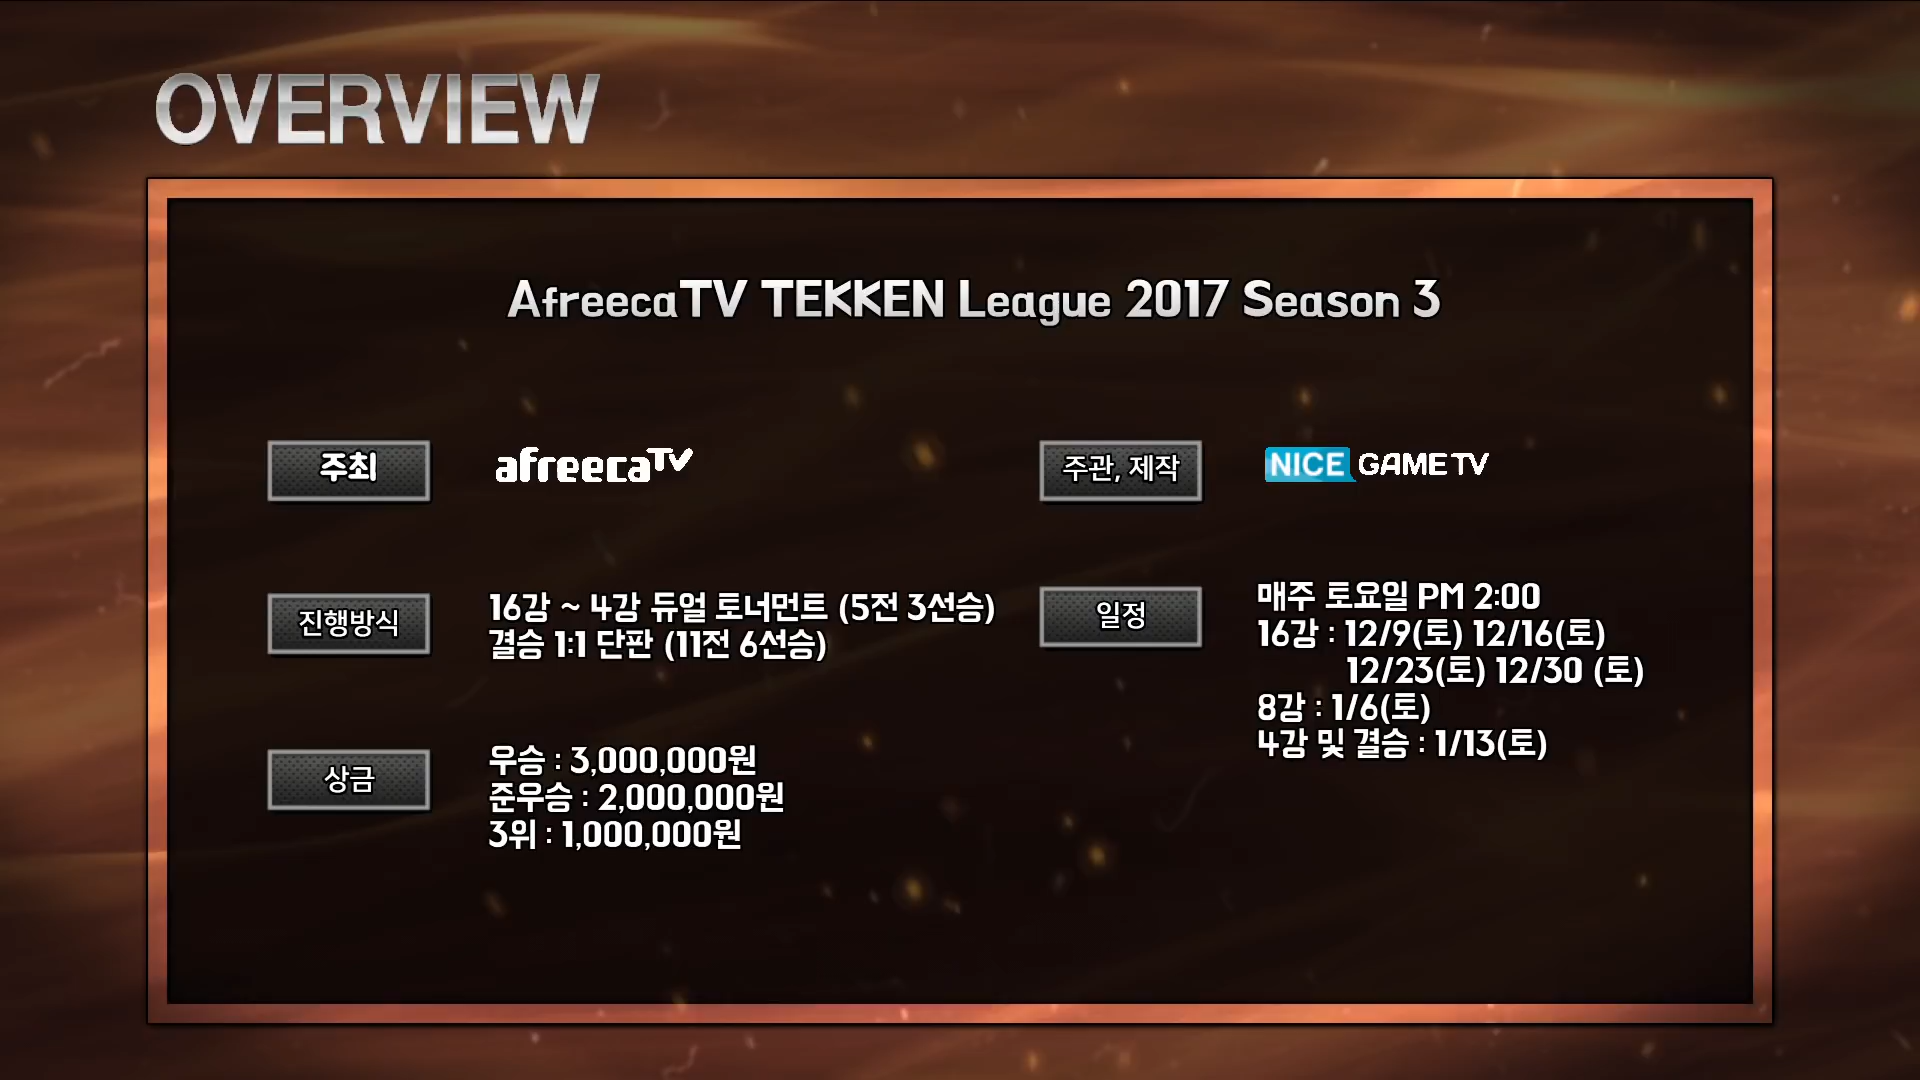 OVERVIEW
AfreecaTV TEKKEN League 2017 Season 3
주최
afreecaTV
주관, 제작
NICE GAME TV
진행방식
16강 ~ 4강 듀얼 토너먼트 (5전 3선승)
결승 1:1 단판 (11전 6선승)
일정
매주 토요일 PM 2:00
16강 : 12/9(토) 12/16(토)
12/23(토) 12/30 (토)
8강 : 1/6(토)
4강 및 결승 : 1/13(토)
상금
우승 : 3,000,000원
준우승 : 2,000,000원
3위 : 1,000,000원